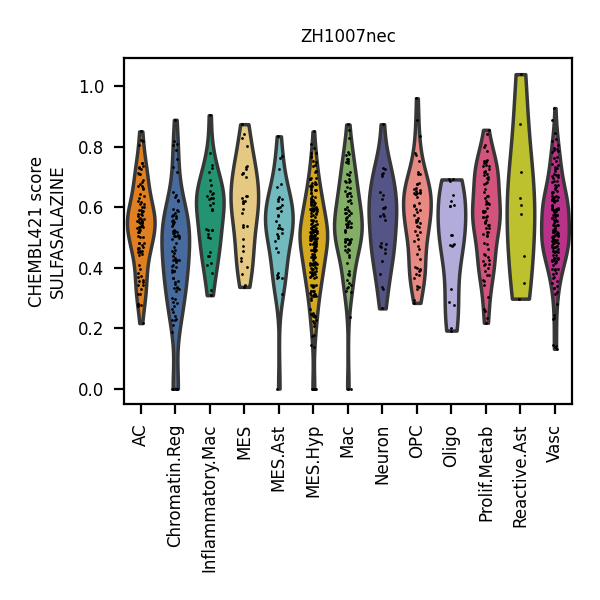 ZH1007nec
CHEMBL421 score
SULFASALAZINE
1.0
0.8
0.6
0.4
0.2
0.0
AC
Chromatin.Reg
Inflammatory.Mac
MES
MES.Ast
MES.Hyp
Mac
Neuron
OPC
Oligo
Prolif.Metab
Reactive.Ast
Vasc